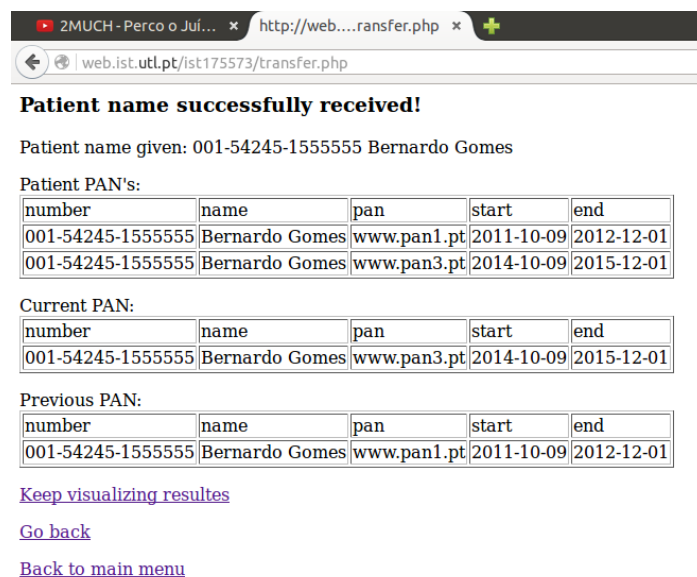 2MUCH - Perco o Juí... × http://web....ransfer.php ×
web.ist.utl.pt/ist175573/transfer.php
Patient name successfully received!
Patient name given: 001-54245-1555555 Bernardo Gomes
Patient PAN's:
number name pan start end
001-54245-1555555 Bernardo Gomes www.pan1.pt 2011-10-09 2012-12-01
001-54245-1555555 Bernardo Gomes www.pan3.pt 2014-10-09 2015-12-01
Current PAN:
number name pan start end
001-54245-1555555 Bernardo Gomes www.pan3.pt 2014-10-09 2015-12-01
Previous PAN:
number name pan start end
001-54245-1555555 Bernardo Gomes www.pan1.pt 2011-10-09 2012-12-01
Keep visualizing resultes
Go back
Back to main menu